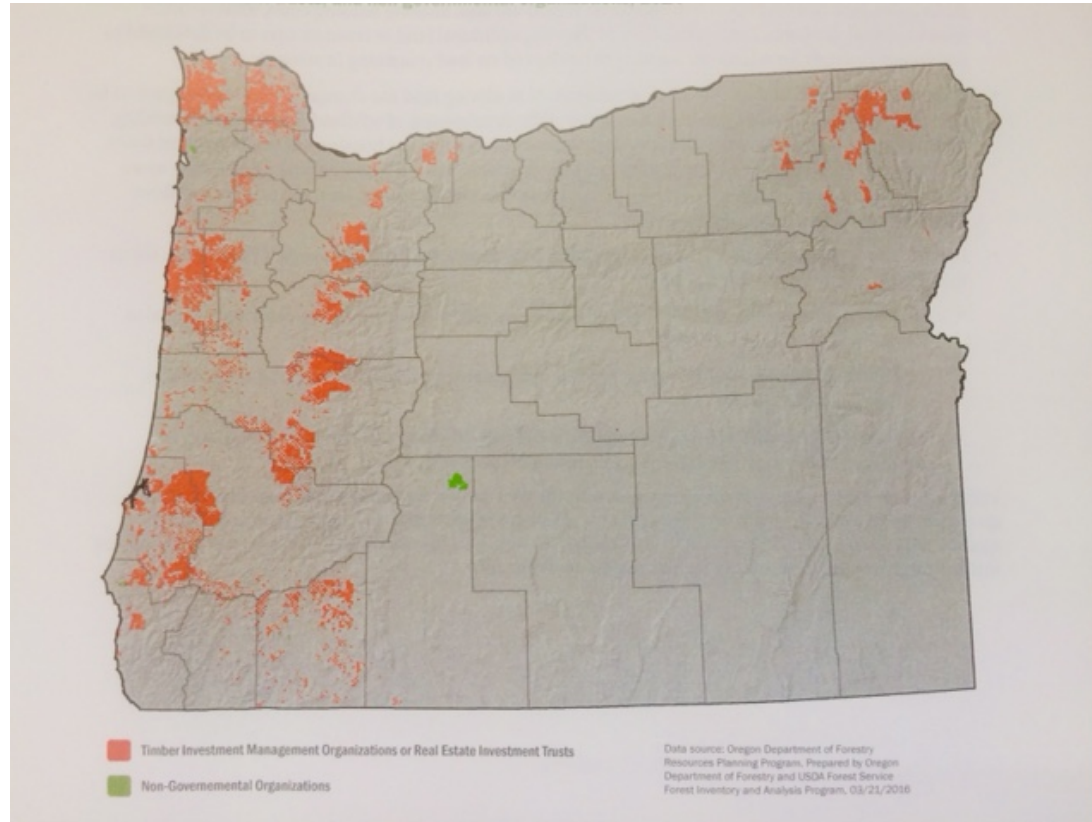 Timber Investment Management Organizations or Real Estate Investment Trusts
Non-Governemental Organizations
Data source: Oregon Department of Forestry
Resources Planning Program. Prepared by Oregon
Department of Forestry and USDA Forest Service
Forest Inventory and Analysis Program, 03/21/2016